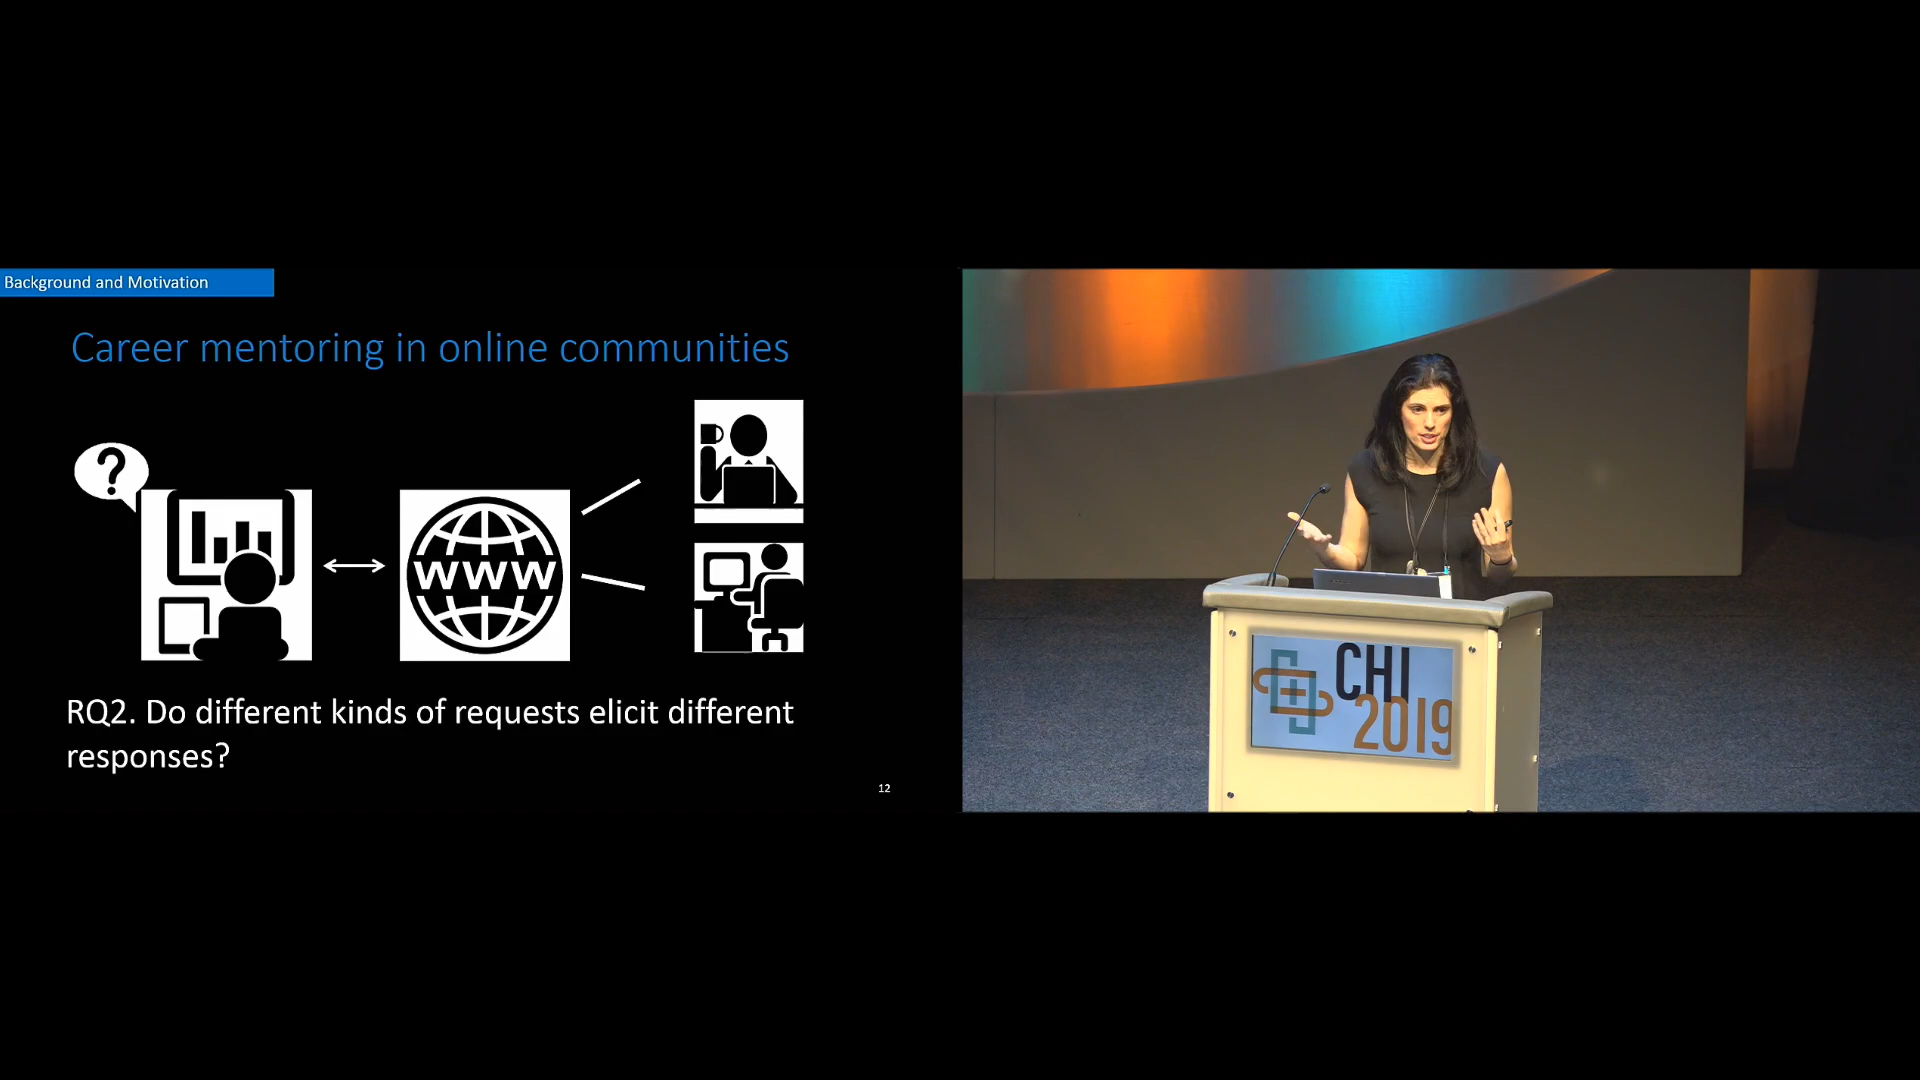 Background and Motivation
Career mentoring in online communities
?
www
RQ2. Do different kinds of requests elicit different
responses?
12
CHI
2019